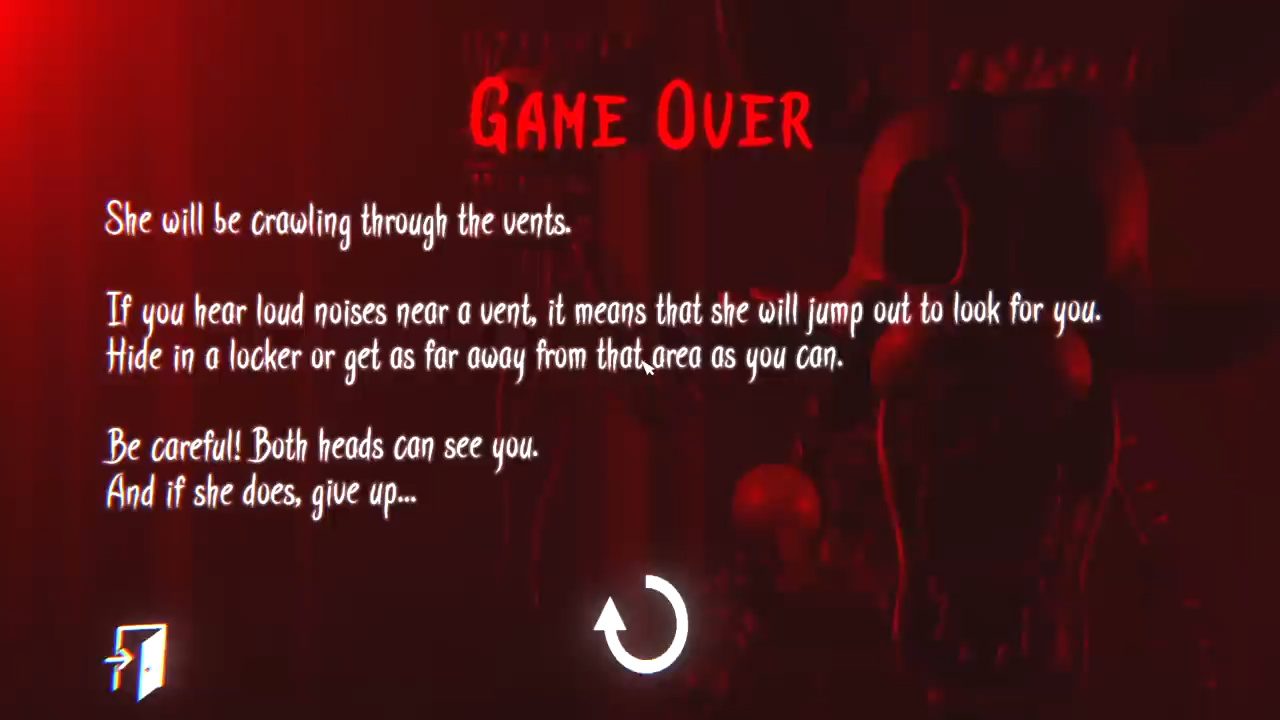 Game Over
She will be crawling through the vents.
If you hear loud noises near a vent, it means that she will jump out to look for you.
Hide in a locker or get as far away from that area as you can.
Be careful! Both heads can see you.
And if she does, give up...